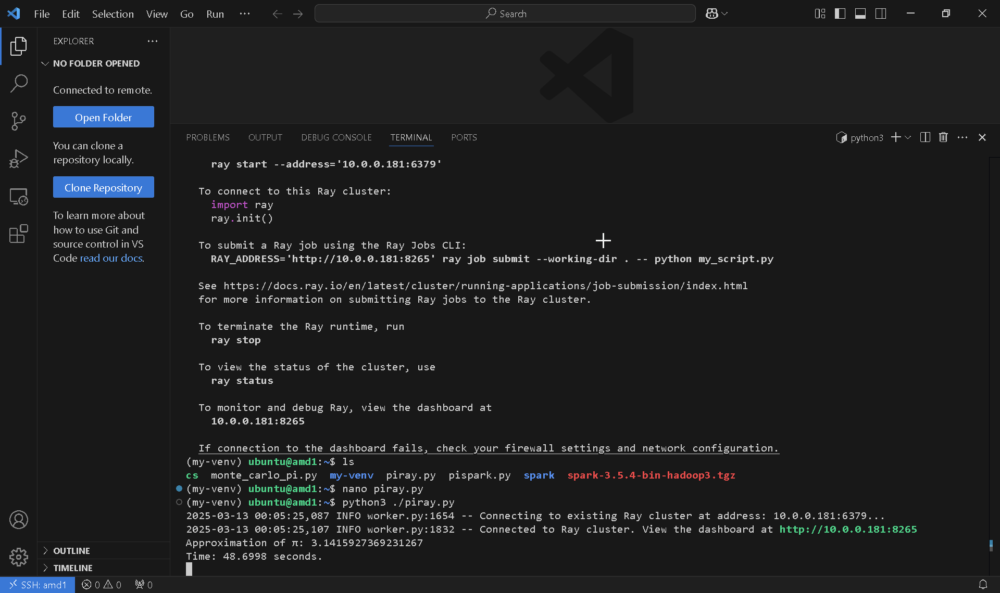 File Edit Selection View Go Run ··· Search
EXPLORER ···
NO FOLDER OPENED
Connected to remote.
Open Folder
You can clone a
repository locally.
Clone Repository
To learn more about
how to use Git and
source control in VS
Code read our docs.
OUTLINE
TIMELINE
PROBLEMS OUTPUT DEBUG CONSOLE TERMINAL PORTS python3 ···
ray start --address='10.0.0.181:6379'
To connect to this Ray cluster:
import ray
ray.init()
To submit a Ray job using the Ray Jobs CLI:
RAY_ADDRESS='http://10.0.0.181:8265' ray job submit --working-dir . -- python my_script.py
See https://docs.ray.io/en/latest/cluster/running-applications/job-submission/index.html
for more information on submitting Ray jobs to the Ray cluster.
To terminate the Ray runtime, run
ray stop
To view the status of the cluster, use
ray status
To monitor and debug Ray, view the dashboard at
10.0.0.181:8265
If connection to the dashboard fails, check your firewall settings and network configuration.
(my-venv) ubuntu@amd1:~$ ls
cs monte_carlo_pi.py my-venv piray.py pispark.py spark spark-3.5.4-bin-hadoop3.tgz
(my-venv) ubuntu@amd1:~$ nano piray.py
(my-venv) ubuntu@amd1:~$ python3 ./piray.py
2025-03-13 00:05:25,087 INFO worker.py:1654 -- Connecting to existing Ray cluster at address: 10.0.0.181:6379...
2025-03-13 00:05:25,107 INFO worker.py:1832 -- Connected to Ray cluster. View the dashboard at http://10.0.0.181:8265
Approximation of π: 3.1415927369231267
Time: 48.6998 seconds.
SSH: amd1 0 0 0